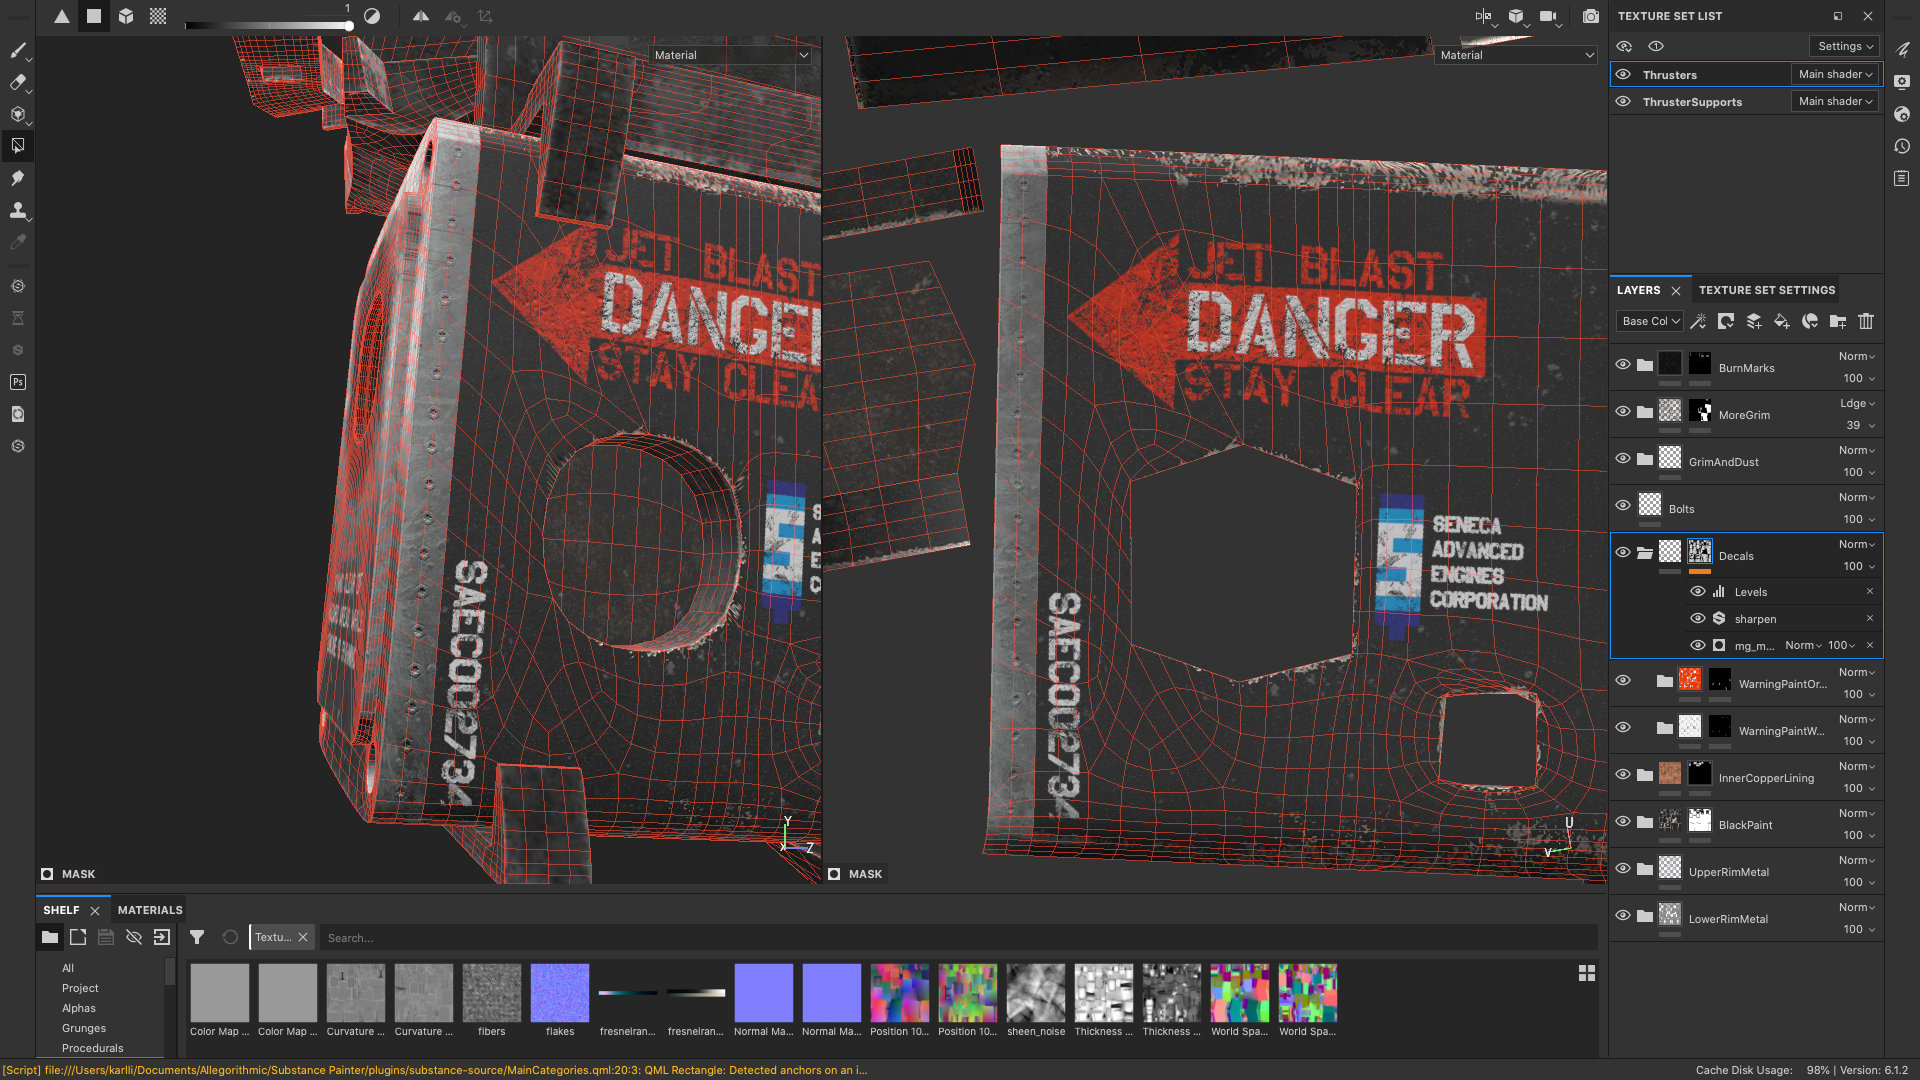 1
TEXTURE SET LIST
Settings
Thrusters
Main shader
ThrusterSupports
Main shader
Material
Material
JET BLAST
DANGE
STAY CLEA
SAEC002734
JET BLAST
DANGER
STAY CLEAR
SENECA
ADVANCED
ENGINES
CORPORATION
SAEC002734
Y
X
Z
U
V
MASK
MASK
LAYERS
TEXTURE SET SETTINGS
Base Col
BurnMarks
Norm
100
MoreGrim
Ldge
39
GrimAndDust
Norm
100
Bolts
Norm
100
Decals
Norm
100
Levels
sharpen
mg_m... Norm 100
WarningPaintOr...
Norm
100
WarningPaintW...
Norm
100
InnerCopperLining
Norm
100
BlackPaint
Norm
100
UpperRimMetal
Norm
100
LowerRimMetal
Norm
100
Ps
SHELF
MATERIALS
Textu...
Search...
All
Project
Alphas
Grunges
Procedurals
Color Map ...
Color Map ...
Curvature ...
Curvature ...
fibers
flakes
fresnelran...
fresnelran...
Normal Ma...
Normal Ma...
Position 10...
Position 10...
sheen_noise
Thickness ...
Thickness ...
World Spa...
World Spa...
[Script] file:///Users/karlli/Documents/Allegorithmic/Substance Painter/plugins/substance-source/MainCategories.qml:20:3: QML Rectangle: Detected anchors on an i...
Cache Disk Usage: 98% | Version: 6.1.2